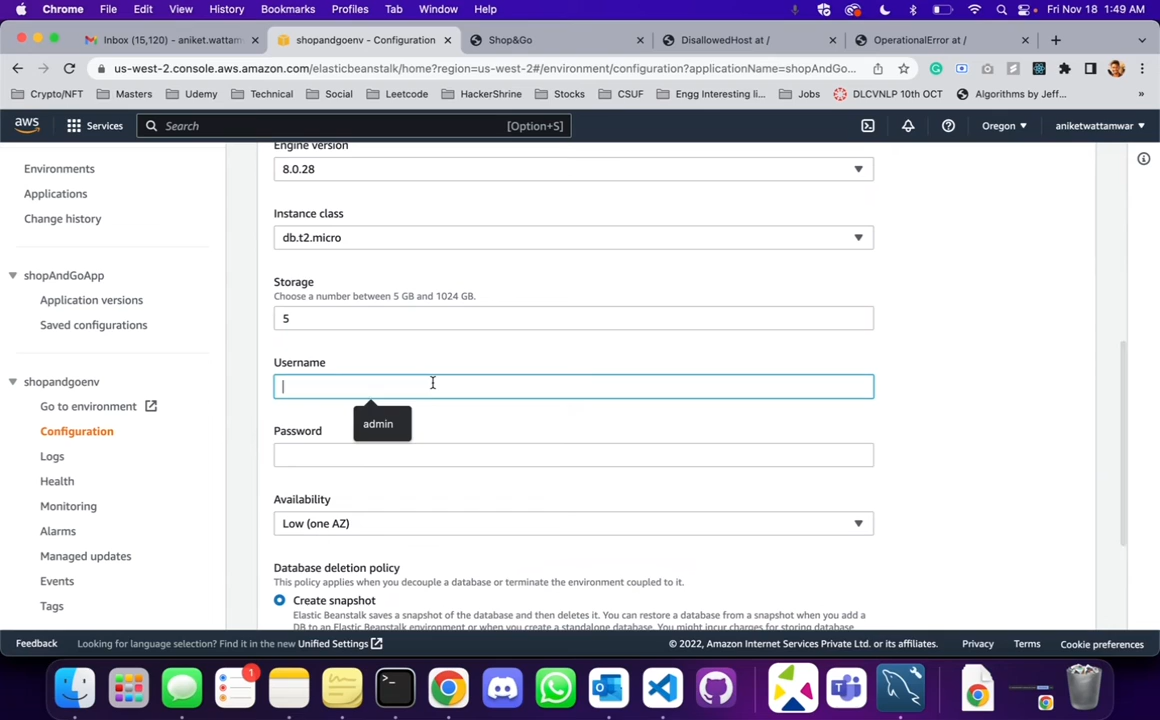 Chrome File Edit View History Bookmarks Profiles Tab Window Help Fri Nov 18 1:49 AM
Inbox (15,120) - aniket.wattam
shopandgoenv - Configuration
Shop&Go
DisallowedHost at /
OperationalError at /
us-west-2.console.aws.amazon.com/elasticbeanstalk/home?region=us-west-2#/environment/configuration?applicationName=shopAndGo...
Crypto/NFT Masters Udemy Technical Social Leetcode HackerShrine Stocks CSUF Engg Interesting li... Jobs DLCVNLP 10th OCT Algorithms by Jeff... »
aws Services Search [Option+S] Oregon aniketwattamwar
Environments
Applications
Change history
shopAndGoApp
Application versions
Saved configurations
shopandgoenv
Go to environment
Configuration
Logs
Health
Monitoring
Alarms
Managed updates
Events
Tags
Engine version
8.0.28
Instance class
db.t2.micro
Storage
Choose a number between 5 GB and 1024 GB.
5
Username
admin
Password
Availability
Low (one AZ)
Database deletion policy
This policy applies when you decouple a database or terminate the environment coupled to it.
Create snapshot
Elastic Beanstalk saves a snapshot of the database and then deletes it. You can restore a database from a snapshot when you add a
DB to an Elastic Beanstalk environment or when you create a standalone database. You might incur charges for storing database
Feedback Looking for language selection? Find it in the new Unified Settings © 2022, Amazon Internet Services Private Ltd. or its affiliates. Privacy Terms Cookie preferences
1